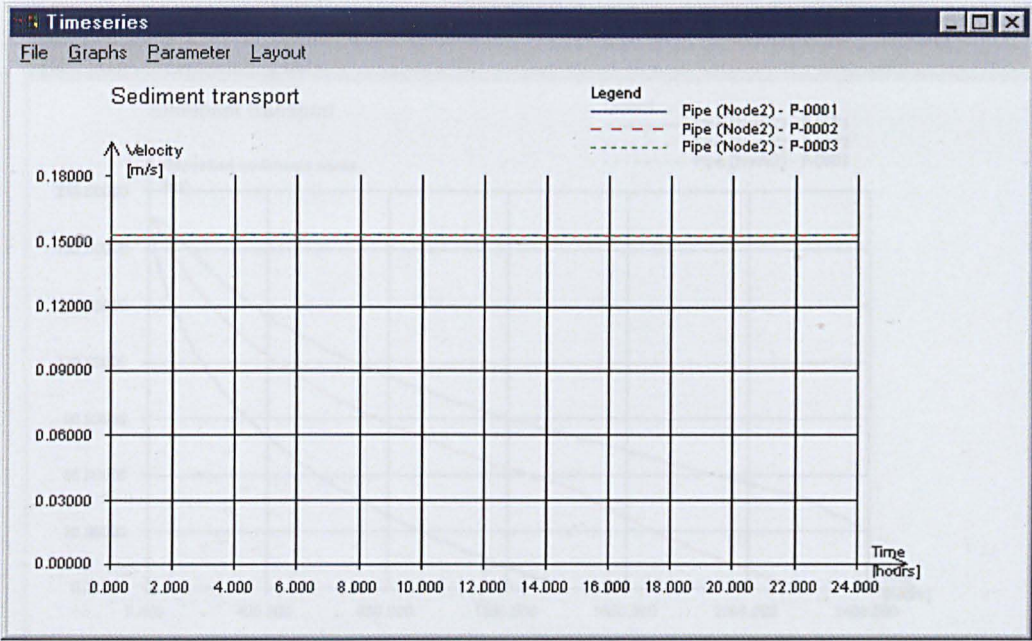 Timeseries
File Graphs Parameter Layout
Sediment transport
Legend
Pipe (Node2) - P-0001
Pipe (Node2) - P-0002
Pipe (Node2) - P-0003
Velocity
[m/s]
0.18000
0.15000
0.12000
0.09000
0.06000
0.03000
0.00000
Time
[hours]
0.000 2.000 4.000 6.000 8.000 10.000 12.000 14.000 16.000 18.000 20.000 22.000 24.000